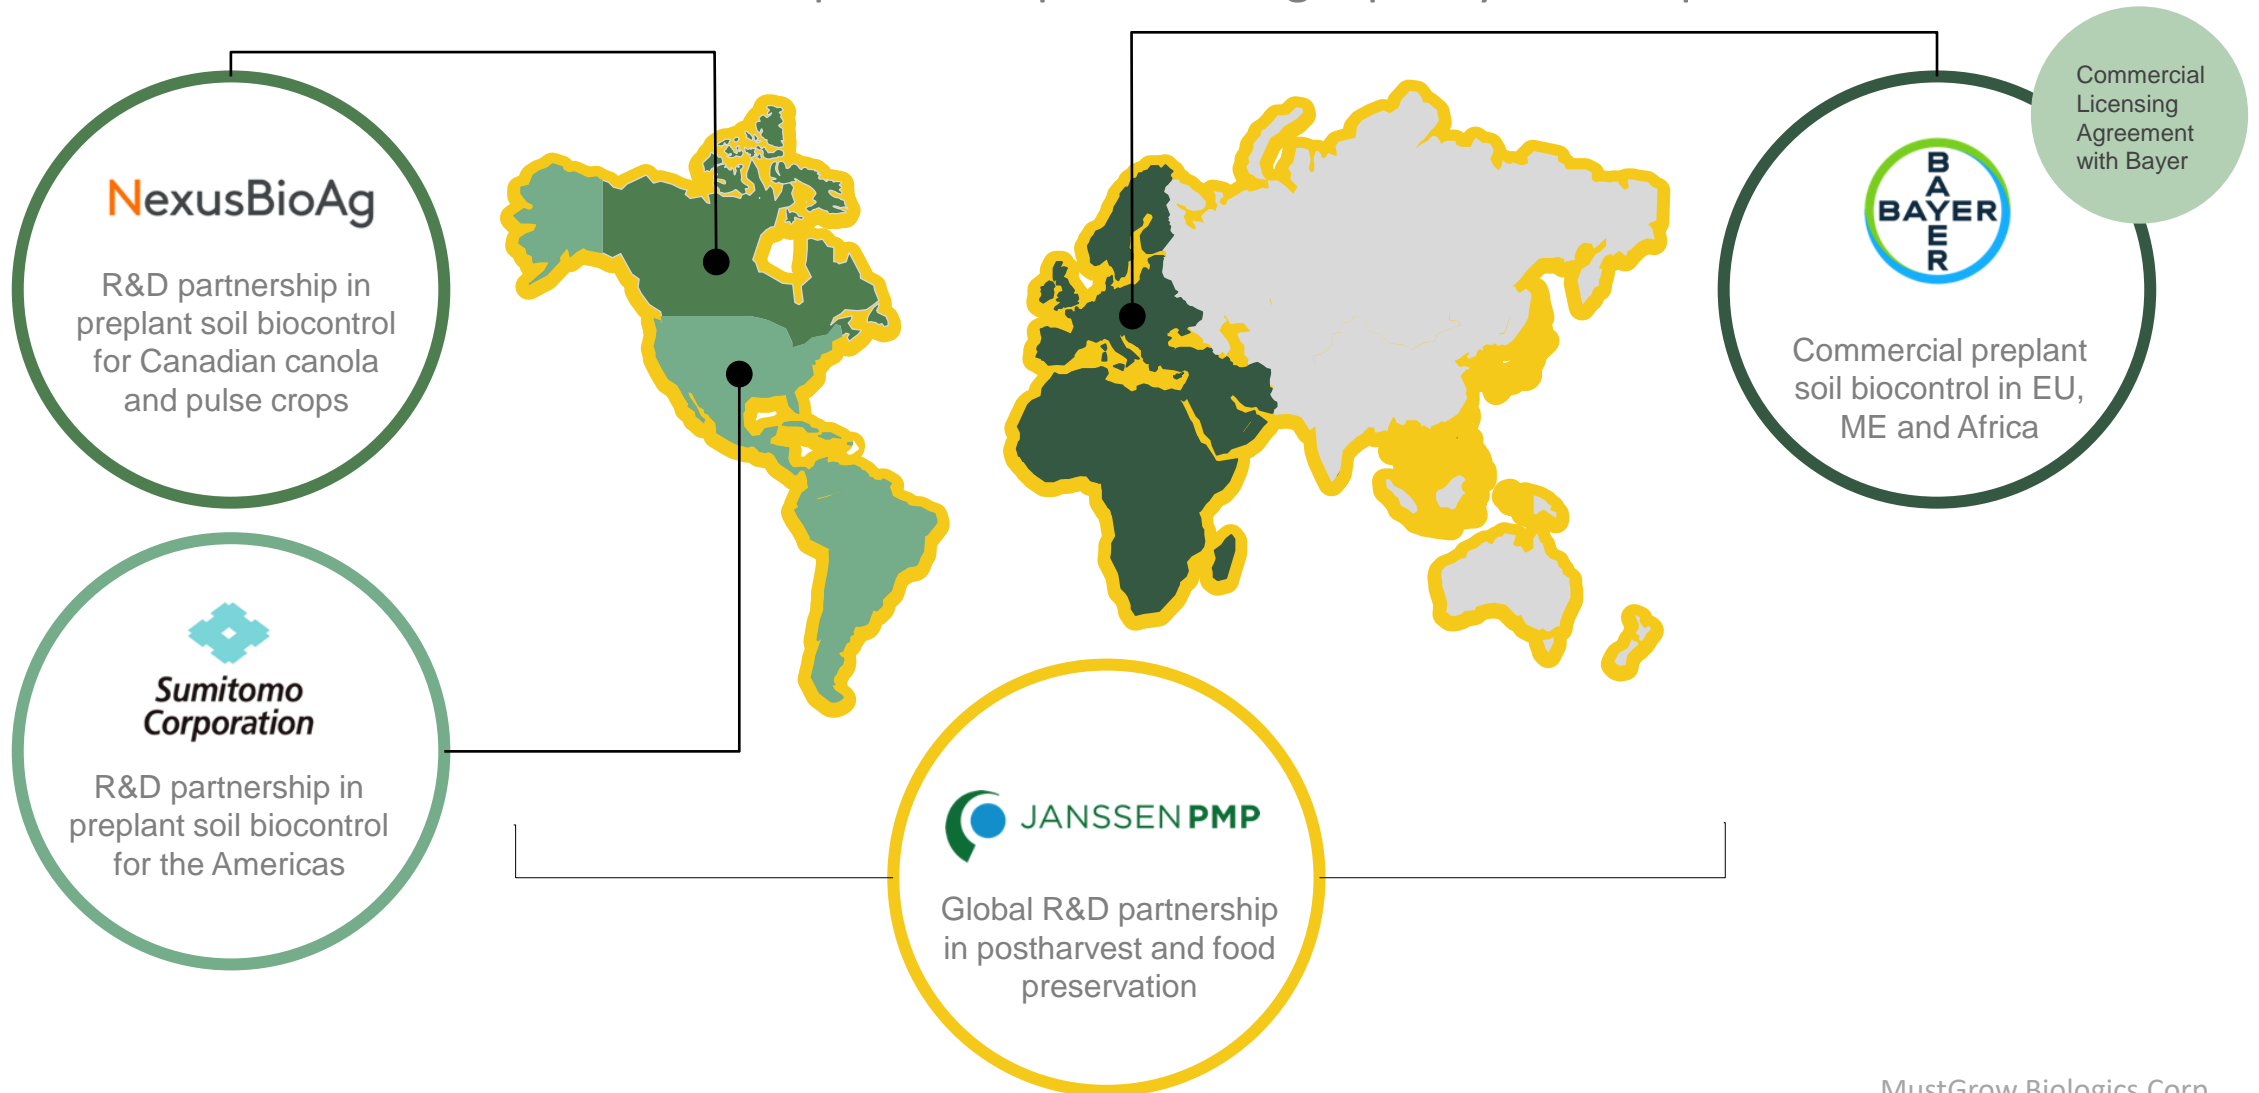 NexusBioAg
R&D partnership in
preplant soil biocontrol
for Canadian canola
and pulse crops
Sumitomo
Corporation
R&D partnership in
preplant soil biocontrol
for the Americas
JANSSEN PMP
Global R&D partnership
in postharvest and food
preservation
BAYER
BAYER
Commercial preplant
soil biocontrol in EU,
ME and Africa
Commercial
Licensing
Agreement
with Bayer
MustGrow Biologics Corp